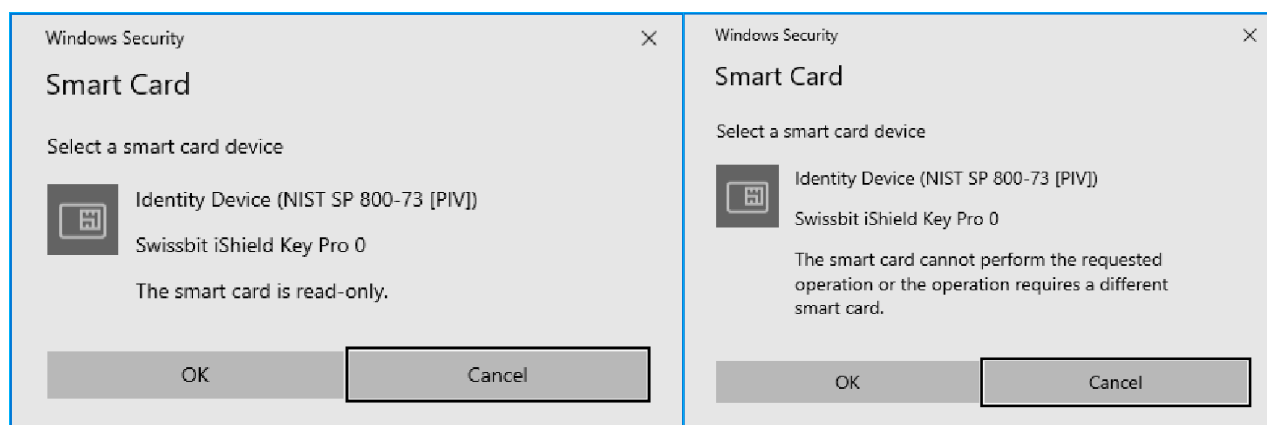 Windows Security
Smart Card
Select a smart card device
Identity Device (NIST SP 800-73 [PIV])
Swissbit iShield Key Pro 0
The smart card is read-only.
OK
Cancel
Windows Security
Smart Card
Select a smart card device
Identity Device (NIST SP 800-73 [PIV])
Swissbit iShield Key Pro 0
The smart card cannot perform the requested
operation or the operation requires a different
smart card.
OK
Cancel